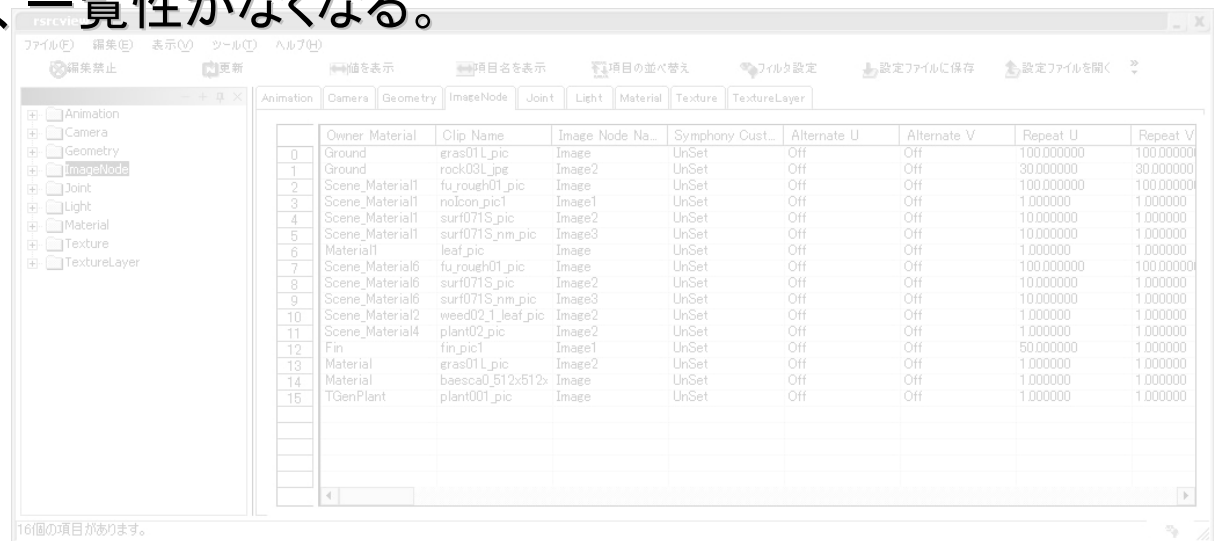 、一覧性がなくなる。
rsrcview
ファイル(F) 編集(E) 表示(V) ツール(T) ヘルプ(H)
編集禁止 更新 値を表示 項目名を表示 項目の並べ替え フィルタ設定 設定ファイルに保存 設定ファイルを開く
Animation
Camera
Geometry
ImageNode
Joint
Light
Material
Texture
TextureLayer
Animation Camera Geometry ImageNode Joint Light Material Texture TextureLayer
Owner Material Clip Name Image Node Na... Symphony Cust... Alternate U Alternate V Repeat U Repeat V
0 Ground gras01L_pic Image UnSet Off Off 100.000000 100.000000
1 Ground rock03L_jpg Image2 UnSet Off Off 30.000000 30.000000
2 Scene_Material1 fu_rough01_pic Image UnSet Off Off 100.000000 100.000000
3 Scene_Material1 noIcon_pic1 Image1 UnSet Off Off 1.000000 1.000000
4 Scene_Material1 surf071S_pic Image2 UnSet Off Off 10.000000 1.000000
5 Scene_Material1 surf071S_nm_pic Image3 UnSet Off Off 10.000000 1.000000
6 Material1 leaf_pic Image UnSet Off Off 1.000000 1.000000
7 Scene_Material6 fu_rough01_pic Image UnSet Off Off 100.000000 100.000000
8 Scene_Material6 surf071S_pic Image2 UnSet Off Off 10.000000 1.000000
9 Scene_Material6 surf071S_nm_pic Image3 UnSet Off Off 10.000000 1.000000
10 Scene_Material2 weed02_1_leaf_pic Image2 UnSet Off Off 1.000000 1.000000
11 Scene_Material4 plant02_pic Image2 UnSet Off Off 1.000000 1.000000
12 Fin fin_pic1 Image1 UnSet Off Off 50.000000 1.000000
13 Material gras01L_pic Image2 UnSet Off Off 1.000000 1.000000
14 Material baesca0_512x512x Image UnSet Off Off 1.000000 1.000000
15 TGenPlant plant001_pic Image UnSet Off Off 1.000000 1.000000
16個の項目があります。